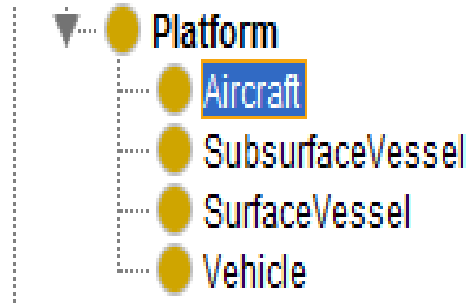 Platform
Aircraft
SubsurfaceVessel
SurfaceVessel
Vehicle